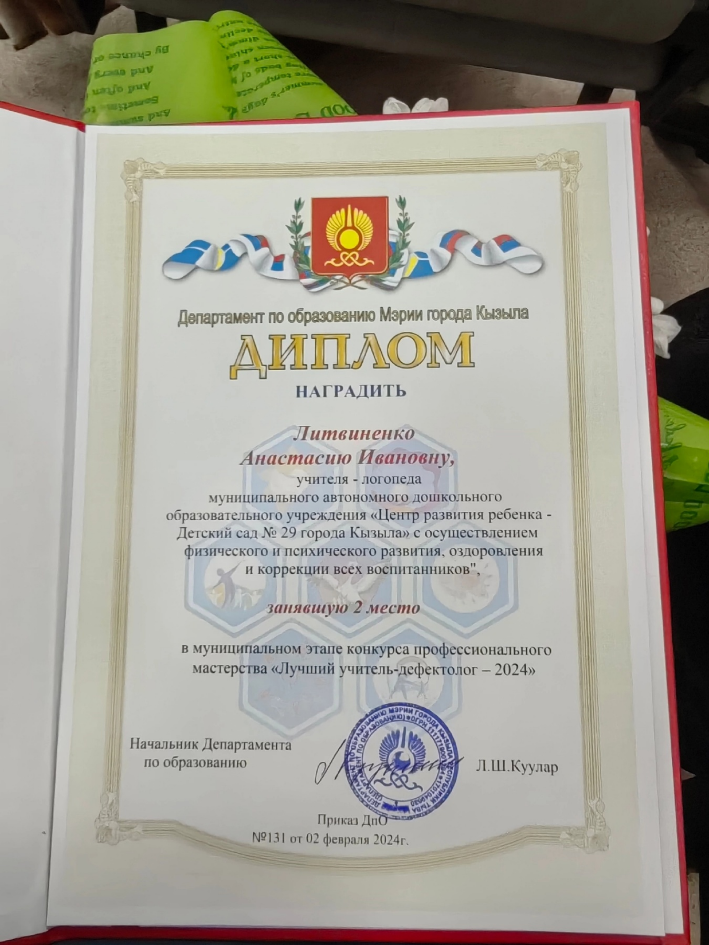 Департамент по образованию Мэрии города Кызыла
ДИПЛОМ
НАГРАДИТЬ
Литвиненко
Анастасию Ивановну,
учителя - логопеда
муниципального автономного дошкольного
образовательного учреждения «Центр развития ребенка -
Детский сад № 29 города Кызыла» с осуществлением
физического и психического развития, оздоровления
и коррекции всех воспитанников",
занявшую 2 место
в муниципальном этапе конкурса профессионального
мастерства «Лучший учитель-дефектолог – 2024»
Начальник Департамента
по образованию
Л.Ш.Куулар
Приказ ДпО
№131 от 02 февраля 2024г.